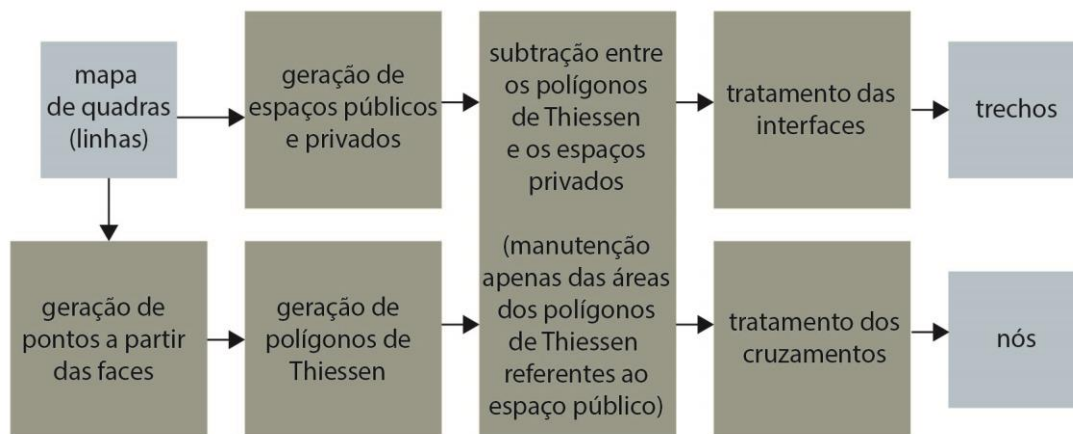 mapa
de quadras
(linhas)
geração de
espaços públicos
e privados
subtração entre
os polígonos
de Thiessen
e os espaços
privados
(manutenção
apenas das áreas
dos polígonos
de Thiessen
referentes ao
espaço público)
tratamento das
interfaces
trechos
geração de
pontos a partir
das faces
geração de
polígonos de
Thiessen
tratamento dos
cruzamentos
nós